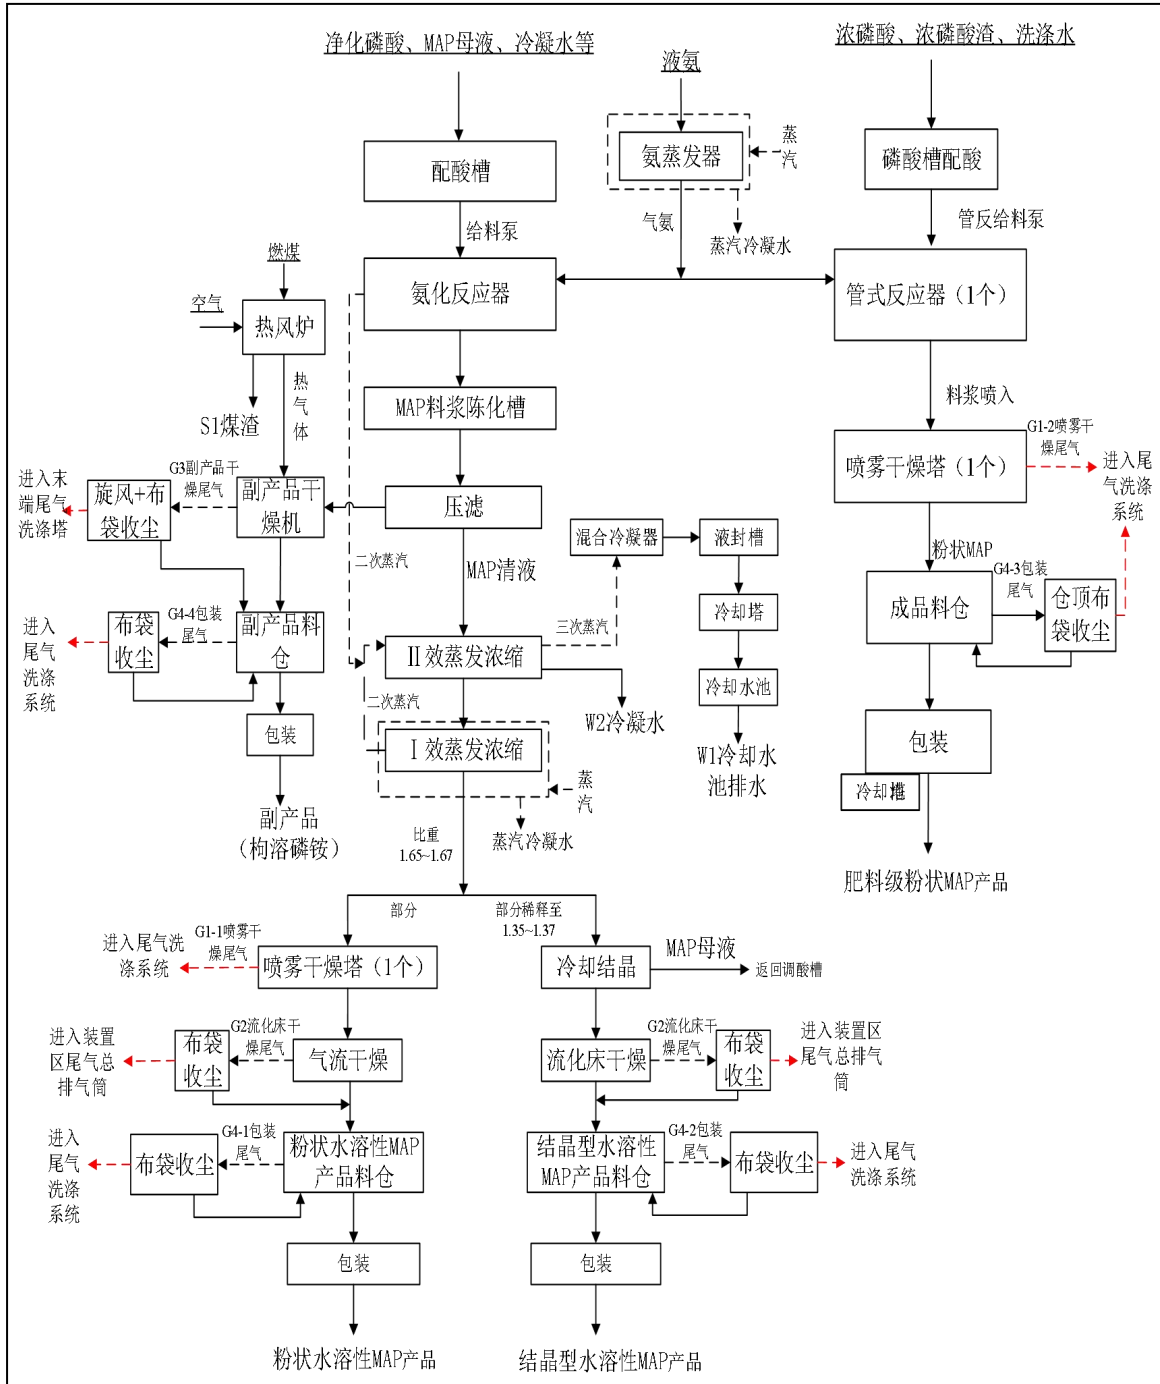 净化磷酸、MAP母液、冷凝水等
浓磷酸、浓磷酸渣、洗涤水
液氨
氨蒸发器
蒸
汽
配酸槽
磷酸槽配酸
给料泵
气氨
蒸汽冷凝水
管反给料泵
燃煤
空气
热风炉
氨化反应器
管式反应器（1个）
热
气
体
S1煤渣
MAP料浆陈化槽
料浆喷入
G1-2喷雾干
燥尾气
喷雾干燥塔（1个）
进入尾
气洗涤
系统
进入末
端尾气
洗涤塔
旋风+布
袋收尘
G3副产品干
燥尾气
副产品干
燥机
压滤
混合冷凝器
液封槽
二次蒸汽
MAP清液
粉状MAP
G4-3包装
尾气
成品料仓
仓顶布
袋收尘
冷却塔
进入
尾气
洗涤
系统
布袋
收尘
G4-4包装
尾气
副产品料
仓
三次蒸汽
II效蒸发浓缩
二次蒸汽
W2冷凝水
冷却水池
包装
I效蒸发浓缩
W1冷却水
池排水
包装
蒸
汽
副产品
（枸溶磷铵）
比重
1.65~1.67
蒸汽冷凝水
肥料级粉状MAP产品
部分
部分稀释至
1.35~1.37
进入尾气洗
涤系统
G1-1喷雾干
燥尾气
喷雾干燥塔（1个）
冷却结晶
MAP母液
返回调酸槽
进入装置
区尾气总
排气筒
布袋
收尘
G2流化床干
燥尾气
气流干燥
流化床干燥
G2流化床干
燥尾气
布袋
收尘
进入装置区
尾气总排气
筒
进入
尾气
洗涤
系统
布袋收尘
G4-1包装
尾气
粉状水溶性MAP
产品料仓
结晶型水溶性
MAP产品料仓
G4-2包装
尾气
布袋收尘
进入尾气
洗涤系统
包装
包装
粉状水溶性MAP产品
结晶型水溶性MAP产品